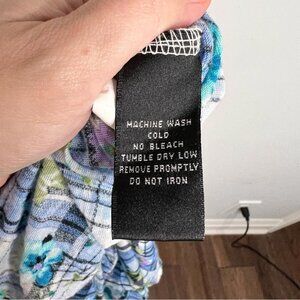 MACHINE WASH
COLD
NO BLEACH
TUMBLE DRY LOW
REMOVE PROMPTLY
DO NOT IRON